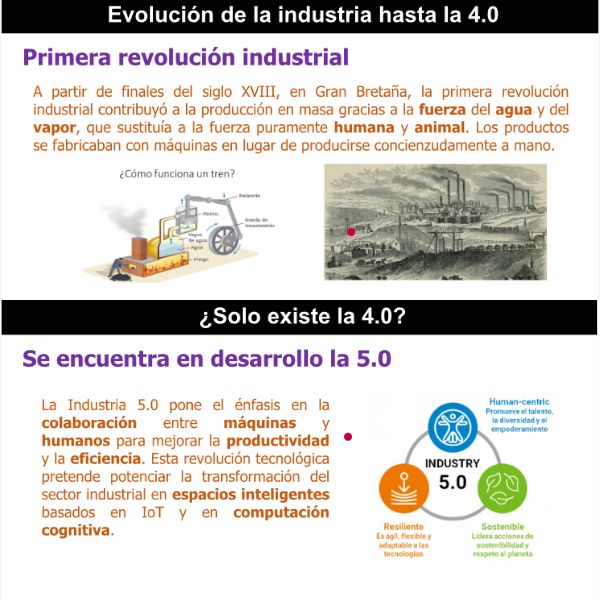 Evolución de la industria hasta la 4.0
Primera revolución industrial
A partir de finales del siglo XVIII, en Gran Bretaña, la primera revolución
industrial contribuyó a la producción en masa gracias a la fuerza del agua y del
vapor, que sustituía a la fuerza puramente humana y animal. Los productos
se fabricaban con máquinas en lugar de producirse concienzudamente a mano.
¿Cómo funciona un tren?
Balancín
Pistón
Rueda de
transmisión
Vapor
de agua
Agua
Fuego
¿Solo existe la 4.0?
Se encuentra en desarrollo la 5.0
La Industria 5.0 pone el énfasis en la
colaboración entre máquinas y
humanos para mejorar la productividad
y la eficiencia. Esta revolución tecnológica
pretende potenciar la transformación del
sector industrial en espacios inteligentes
basados en IoT y en computación
cognitiva.
Human-centric
Promueve el talento,
la diversidad y el
empoderamiento
INDUSTRY
5.0
Resiliente
Es ágil, flexible y
adaptable a las
tecnologías
Sostenible
Lidera acciones de
sostenibilidad y
respeto al planeta